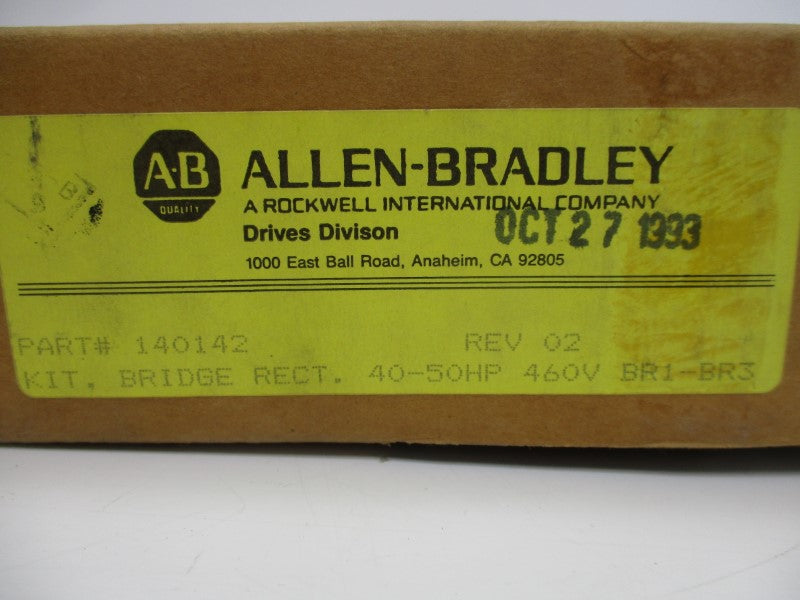 A·B
QUALITY
ALLEN-BRADLEY
A ROCKWELL INTERNATIONAL COMPANY
Drives Divison
OCT 27 1993
1000 East Ball Road, Anaheim, CA 92805
PART# 140142 REV 02
KIT, BRIDGE RECT. 40-50HP 460V BR1-BR3